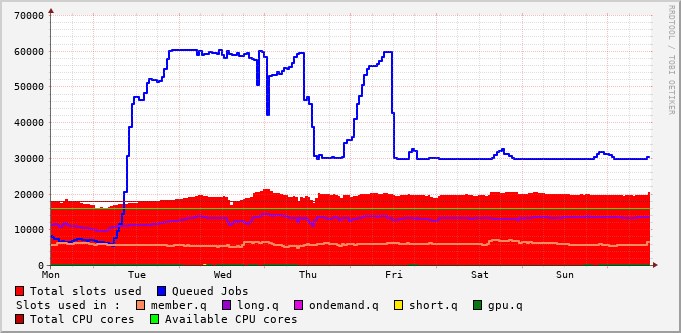 70000
60000
50000
40000
30000
20000
10000
0
Mon Tue Wed Thu Fri Sat Sun
RRDTOOL / TOBI OETIKER
Total slots used Queued Jobs
Slots used in : member.q long.q ondemand.q short.q gpu.q
Total CPU cores Available CPU cores